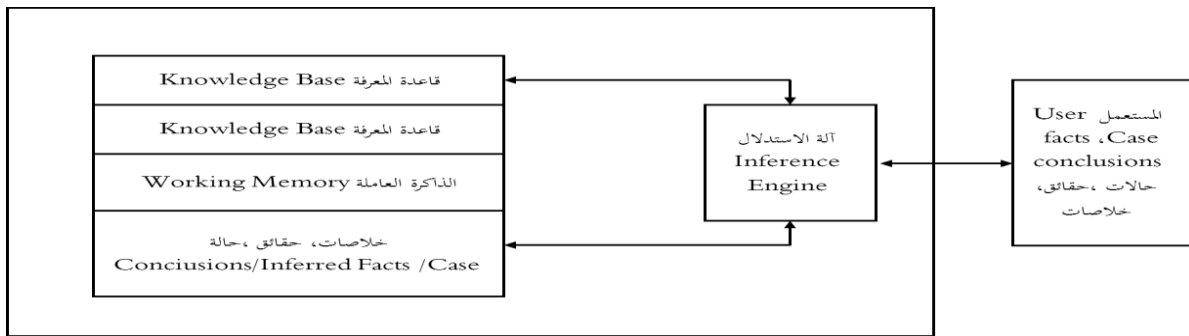 Knowledge Base قاعدة المعرفة
Knowledge Base قاعدة المعرفة
Working Memory الذاكرة العاملة
خلاصات، حقائق ،حالة
Conciusions/Inferred Facts /Case
آلة الاستدلال
Inference
Engine
المستعمل User
facts ،Case
conclusions
حالات ،حقائق،
خلاصات